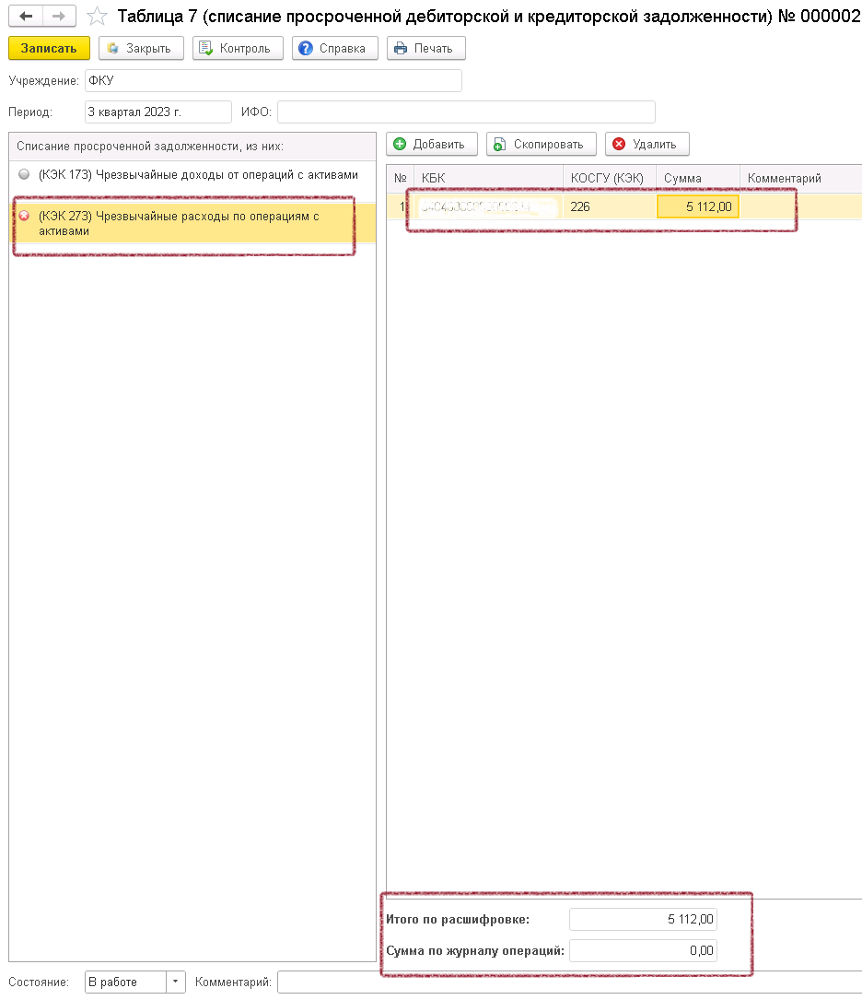 Таблица 7 (списание просроченной дебиторской и кредиторской задолженности) № 000002
Записать Закрыть Контроль Справка Печать
Учреждение: ФКУ
Период: 3 квартал 2023 г. ИФО:
Списание просроченной задолженности, из них:
(КЭК 173) Чрезвычайные доходы от операций с активами
(КЭК 273) Чрезвычайные расходы по операциям с
активами
Добавить Скопировать Удалить
№ КБК КОСГУ (КЭК) Сумма Комментарий
1 226 5 112,00
Итого по расшифровке: 5 112,00
Сумма по журналу операций: 0,00
Состояние: В работе Комментарий: